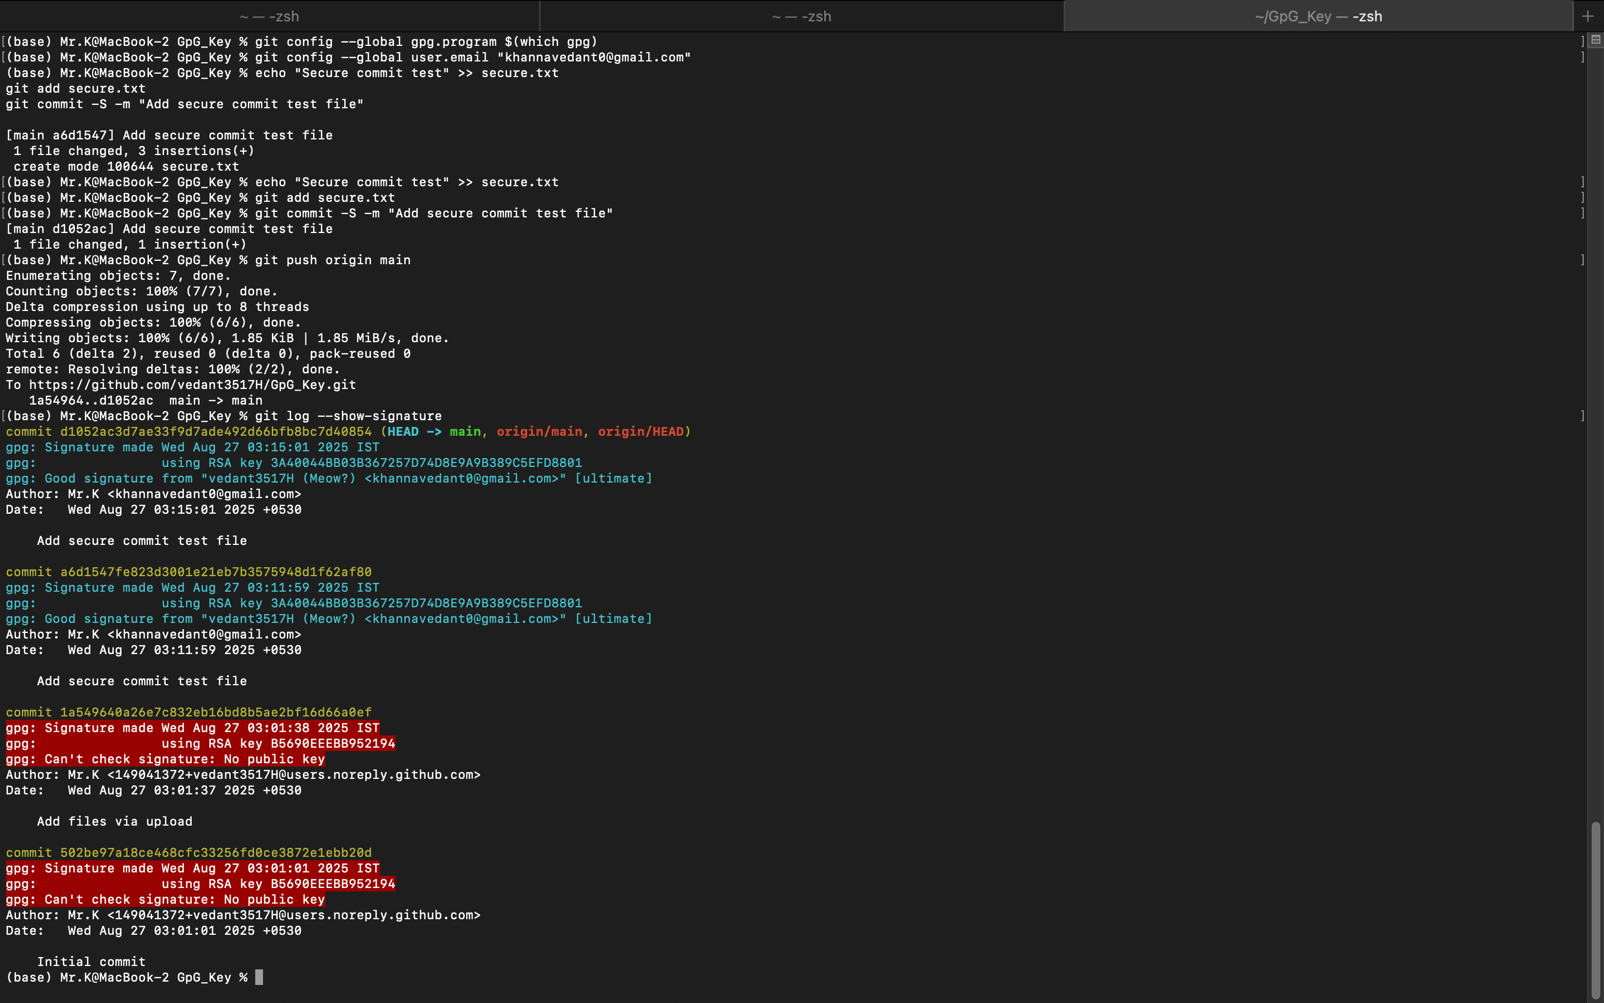 ~ — -zsh
~ — -zsh
~/GpG_Key — -zsh
[(base) Mr.K@MacBook-2 GpG_Key % git config --global gpg.program $(which gpg) ]
[(base) Mr.K@MacBook-2 GpG_Key % git config --global user.email "khannavedant0@gmail.com" ]
(base) Mr.K@MacBook-2 GpG_Key % echo "Secure commit test" >> secure.txt
git add secure.txt
git commit -S -m "Add secure commit test file"
[main a6d1547] Add secure commit test file
1 file changed, 3 insertions(+)
create mode 100644 secure.txt
[(base) Mr.K@MacBook-2 GpG_Key % echo "Secure commit test" >> secure.txt ]
[(base) Mr.K@MacBook-2 GpG_Key % git add secure.txt ]
[(base) Mr.K@MacBook-2 GpG_Key % git commit -S -m "Add secure commit test file" ]
[main d1052ac] Add secure commit test file
1 file changed, 1 insertion(+)
[(base) Mr.K@MacBook-2 GpG_Key % git push origin main ]
Enumerating objects: 7, done.
Counting objects: 100% (7/7), done.
Delta compression using up to 8 threads
Compressing objects: 100% (6/6), done.
Writing objects: 100% (6/6), 1.85 KiB | 1.85 MiB/s, done.
Total 6 (delta 2), reused 0 (delta 0), pack-reused 0
remote: Resolving deltas: 100% (2/2), done.
To https://github.com/vedant3517H/GpG_Key.git
1a54964..d1052ac  main -> main
[(base) Mr.K@MacBook-2 GpG_Key % git log --show-signature ]
commit d1052ac3d7ae33f9d7ade492d66bfb8bc7d40854 (HEAD -> main, origin/main, origin/HEAD)
gpg: Signature made Wed Aug 27 03:15:01 2025 IST
gpg:                using RSA key 3A40044BB03B367257D74D8E9A9B389C5EFD8801
gpg: Good signature from "vedant3517H (Meow?) <khannavedant0@gmail.com>" [ultimate]
Author: Mr.K <khannavedant0@gmail.com>
Date:   Wed Aug 27 03:15:01 2025 +0530
Add secure commit test file
commit a6d1547fe823d3001e21eb7b3575948d1f62af80
gpg: Signature made Wed Aug 27 03:11:59 2025 IST
gpg:                using RSA key 3A40044BB03B367257D74D8E9A9B389C5EFD8801
gpg: Good signature from "vedant3517H (Meow?) <khannavedant0@gmail.com>" [ultimate]
Author: Mr.K <khannavedant0@gmail.com>
Date:   Wed Aug 27 03:11:59 2025 +0530
Add secure commit test file
commit 1a549640a26e7c832eb16bd8b5ae2bf16d66a0ef
gpg: Signature made Wed Aug 27 03:01:38 2025 IST
gpg:                using RSA key B5690EEEBB952194
gpg: Can't check signature: No public key
Author: Mr.K <149041372+vedant3517H@users.noreply.github.com>
Date:   Wed Aug 27 03:01:37 2025 +0530
Add files via upload
commit 502be97a18ce468cfc33256fd0ce3872e1ebb20d
gpg: Signature made Wed Aug 27 03:01:01 2025 IST
gpg:                using RSA key B5690EEEBB952194
gpg: Can't check signature: No public key
Author: Mr.K <149041372+vedant3517H@users.noreply.github.com>
Date:   Wed Aug 27 03:01:01 2025 +0530
Initial commit
(base) Mr.K@MacBook-2 GpG_Key %